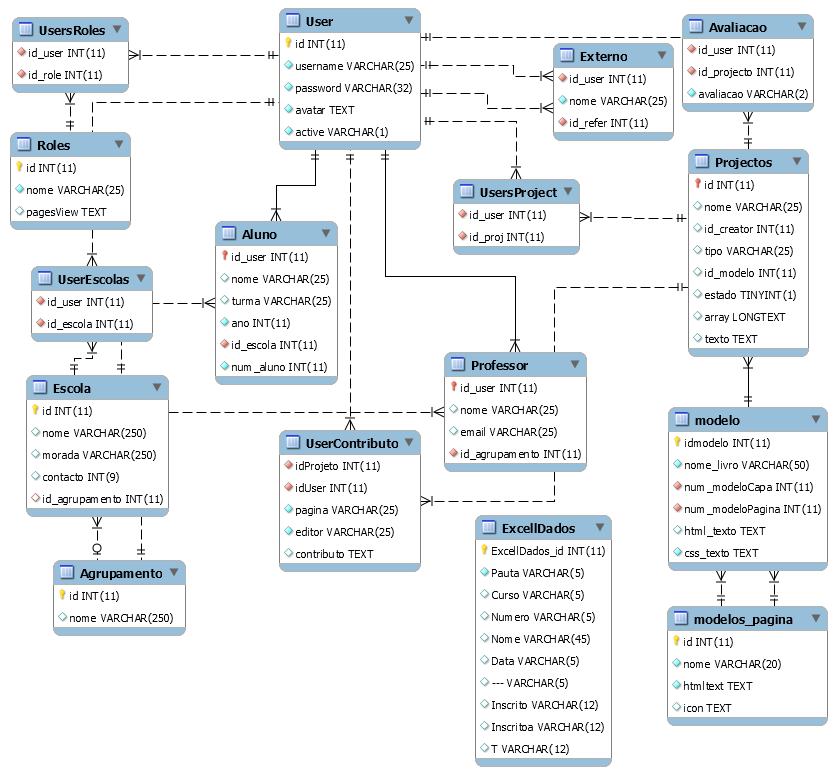 UsersRoles
id_user INT(11)
id_role INT(11)
User
id INT(11)
username VARCHAR(25)
password VARCHAR(32)
avatar TEXT
active VARCHAR(1)
Externo
id_user INT(11)
nome VARCHAR(25)
id_refer INT(11)
Avaliacao
id_user INT(11)
id_projecto INT(11)
avaliacao VARCHAR(2)
Roles
id INT(11)
nome VARCHAR(25)
pagesView TEXT
UsersProject
id_user INT(11)
id_proj INT(11)
Projectos
id INT(11)
nome VARCHAR(25)
id_creator INT(11)
tipo VARCHAR(25)
id_modelo INT(11)
estado TINYINT(1)
array LONGTEXT
texto TEXT
Aluno
id_user INT(11)
nome VARCHAR(25)
turma VARCHAR(25)
ano INT(11)
id_escola INT(11)
num_aluno INT(11)
UserEscolas
id_user INT(11)
id_escola INT(11)
Professor
id_user INT(11)
nome VARCHAR(25)
email VARCHAR(25)
id_agrupamento INT(11)
Escola
id INT(11)
nome VARCHAR(250)
morada VARCHAR(250)
contacto INT(9)
id_agrupamento INT(11)
UserContributo
idProjeto INT(11)
idUser INT(11)
pagina VARCHAR(25)
editor VARCHAR(25)
contributo TEXT
modelo
idmodelo INT(11)
nome_livro VARCHAR(50)
num_modeloCapa INT(11)
num_modeloPagina INT(11)
html_texto TEXT
css_texto TEXT
ExcellDados
ExcellDados_id INT(11)
Pauta VARCHAR(5)
Curso VARCHAR(5)
Numero VARCHAR(5)
Nome VARCHAR(45)
Data VARCHAR(5)
--- VARCHAR(5)
Inscrito VARCHAR(12)
Inscritoa VARCHAR(12)
T VARCHAR(12)
Agrupamento
id INT(11)
nome VARCHAR(250)
modelos_pagina
id INT(11)
nome VARCHAR(20)
htmltext TEXT
icon TEXT